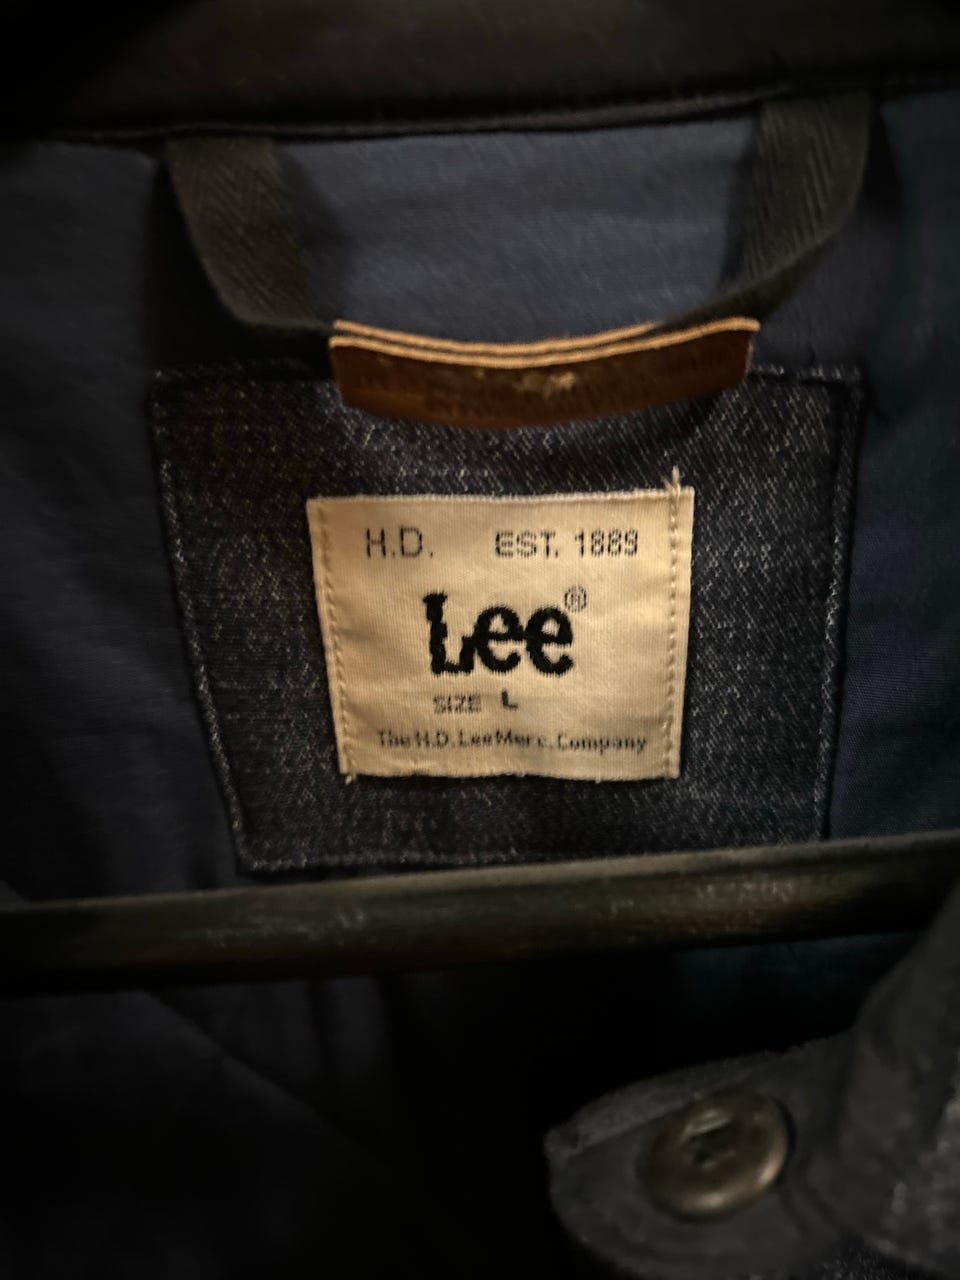 H.D. EST. 1889
Lee®
SIZE L
The H.D. Lee Merc. Company